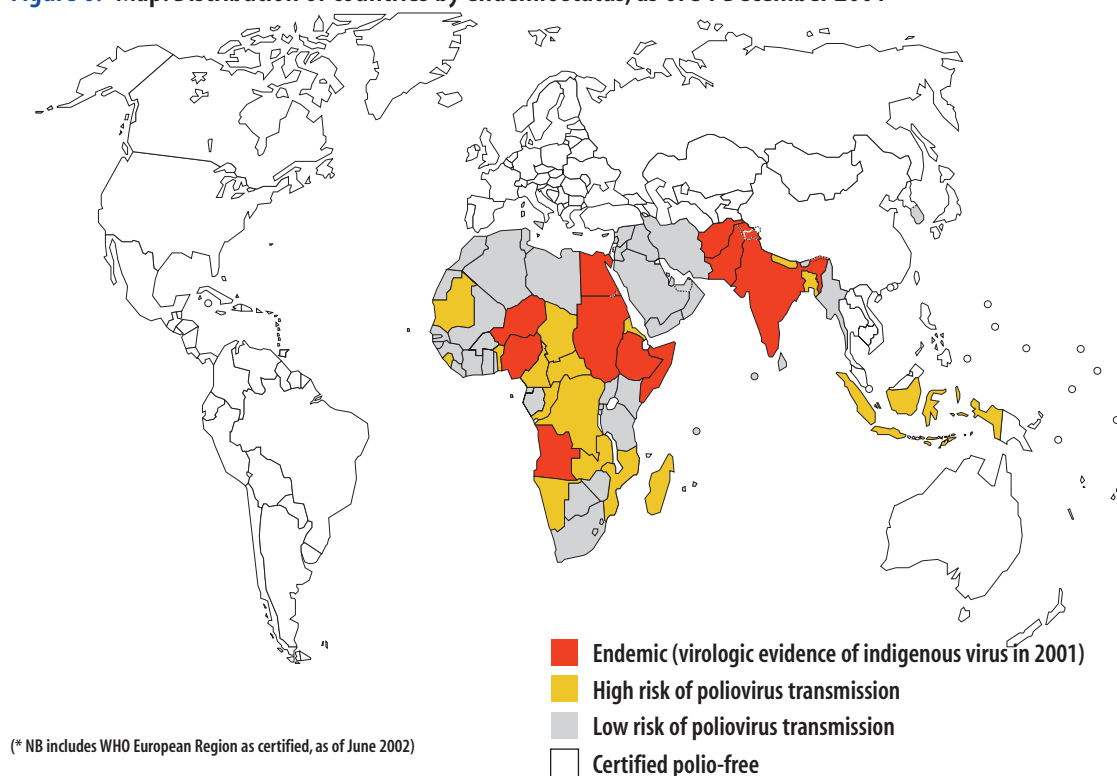 Endemic (virologic evidence of indigenous virus in 2001)
High risk of poliovirus transmission
Low risk of poliovirus transmission
(* NB includes WHO European Region as certified, as of June 2002)
Certified polio-free